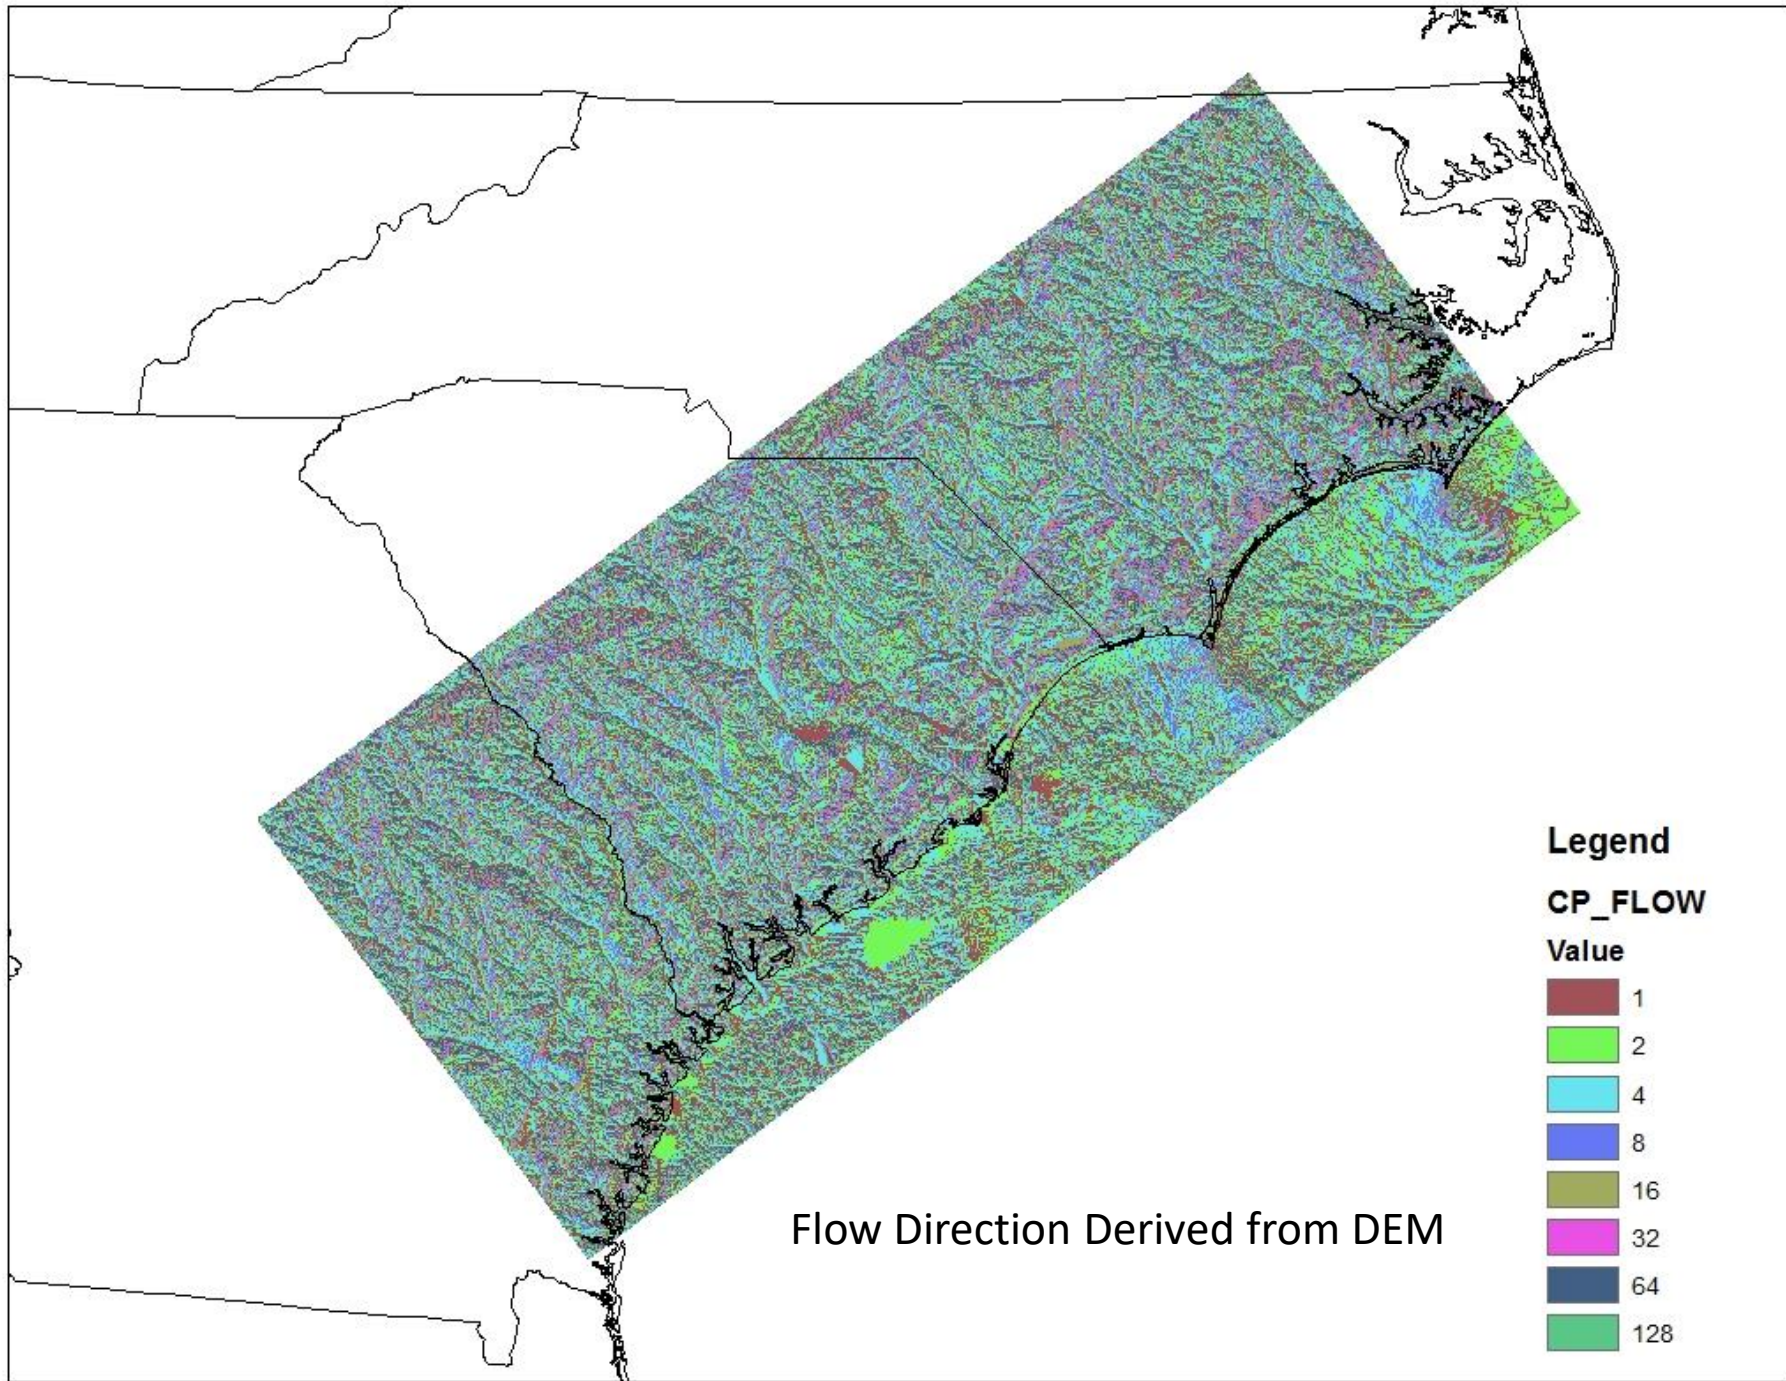 Legend
CP_FLOW
Value
1
2
4
8
16
32
64
128
Flow Direction Derived from DEM